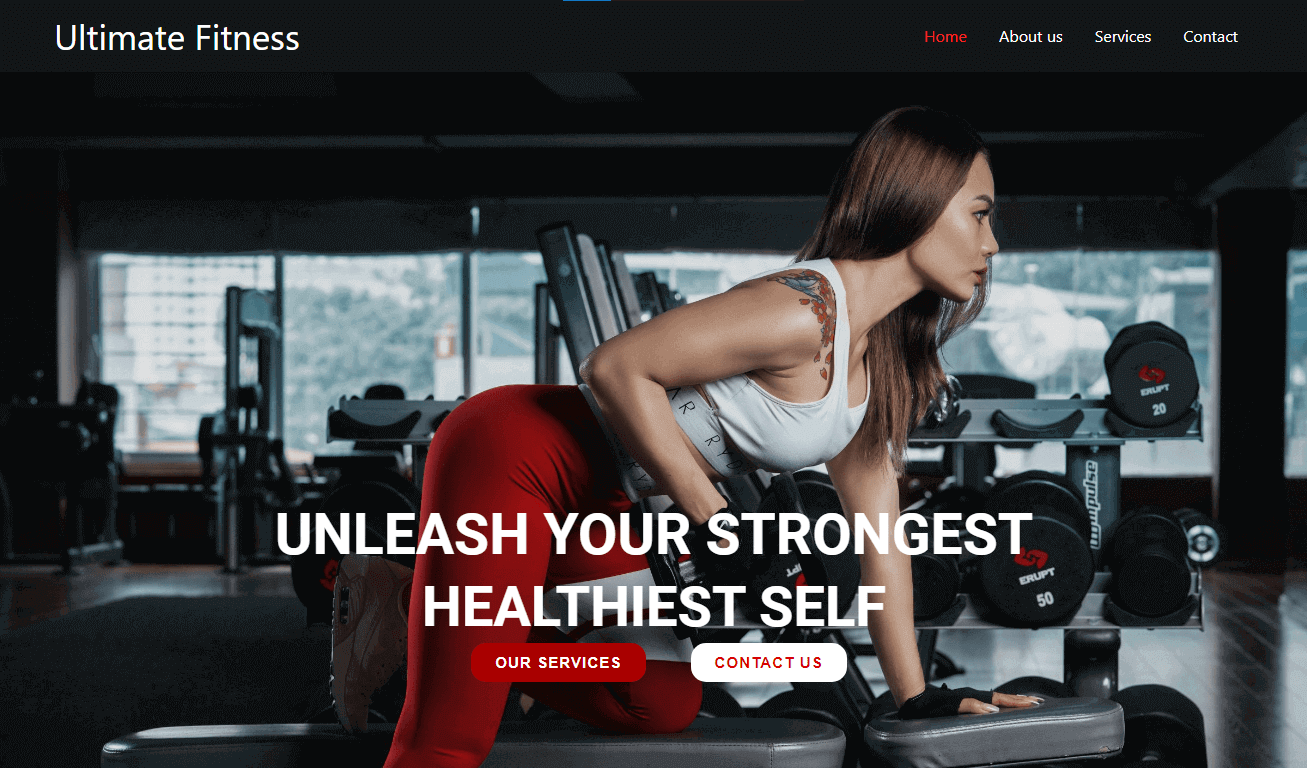 Ultimate Fitness
Home
About us
Services
Contact
ERUPT
20
impulse
ERUPT
50
UNLEASH YOUR STRONGEST
HEALTHIEST SELF
OUR SERVICES
CONTACT US